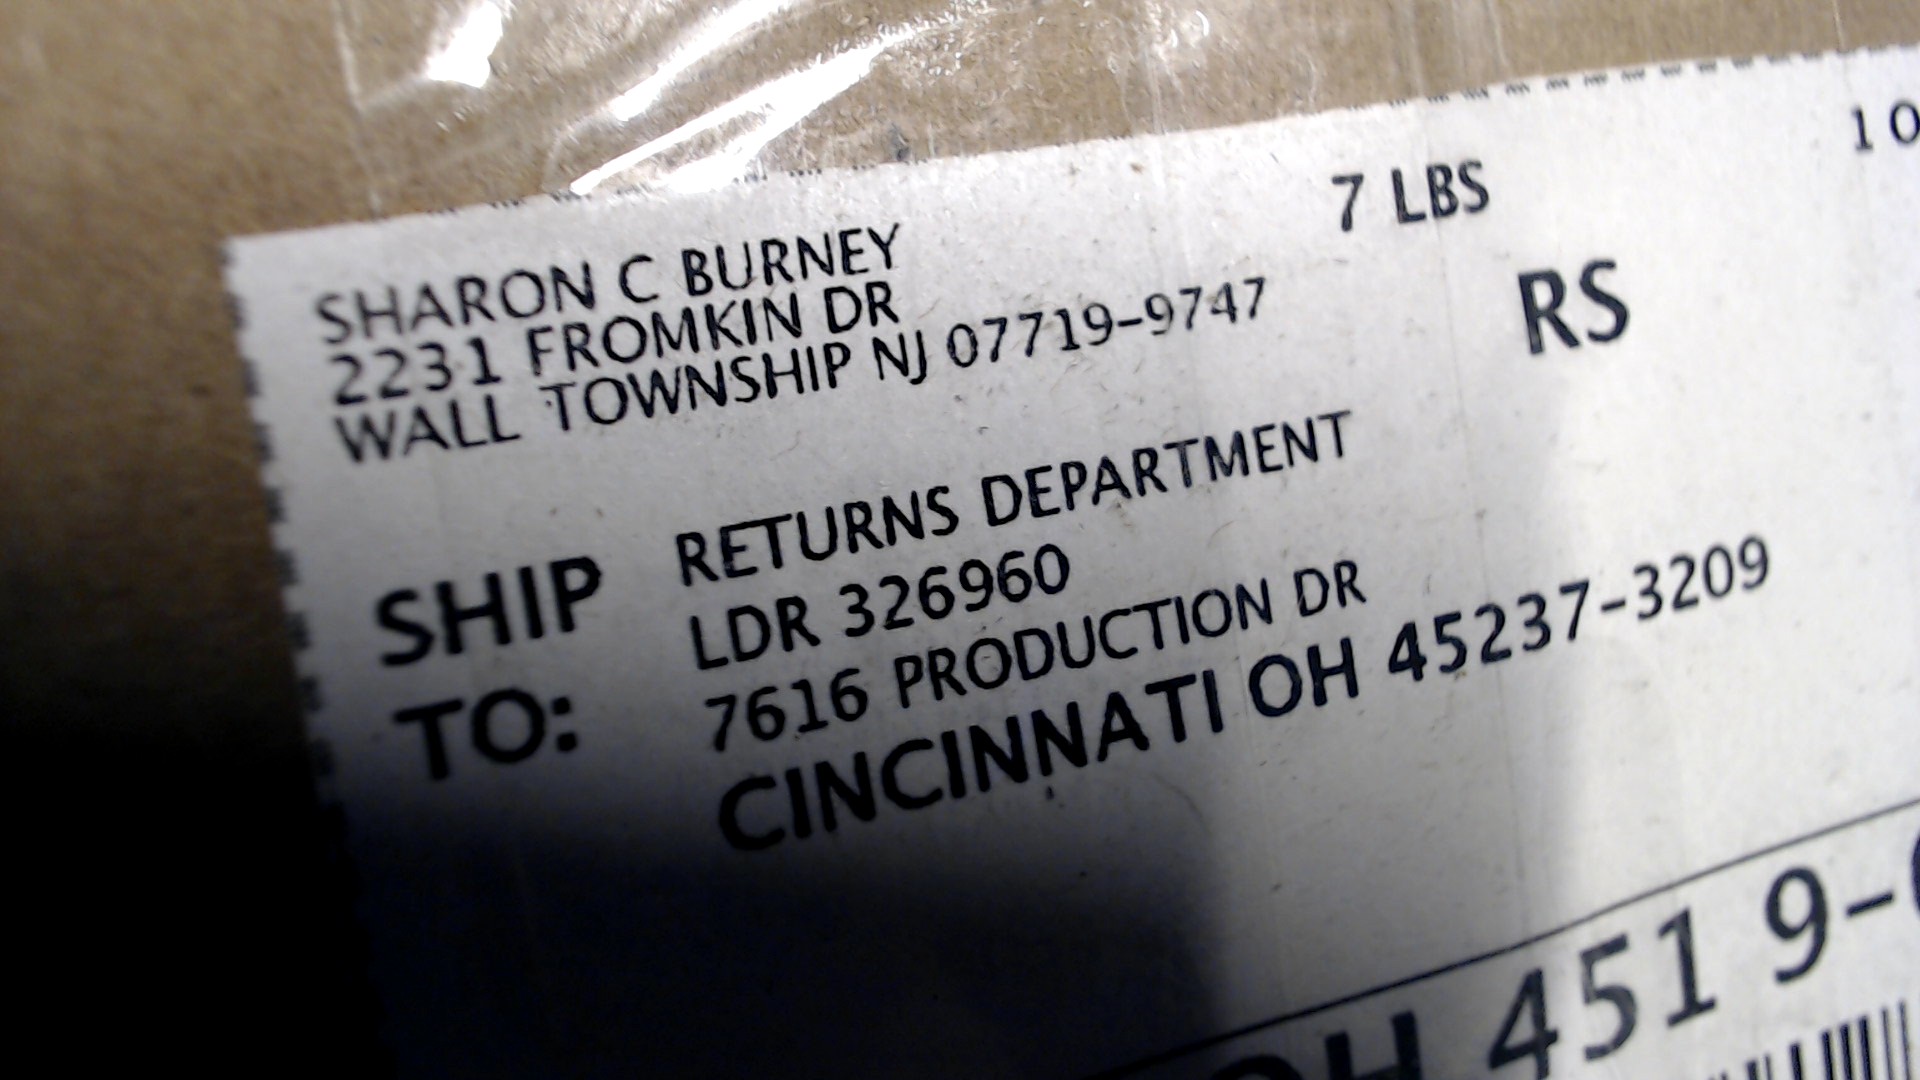 SHARON C BURNEY
2231 FROMKIN DR
WALL TOWNSHIP NJ 07719-9747
7 LBS
RS
SHIP TO:
RETURNS DEPARTMENT
LDR 326960
7616 PRODUCTION DR
CINCINNATI OH 45237-3209
OH 451 9-